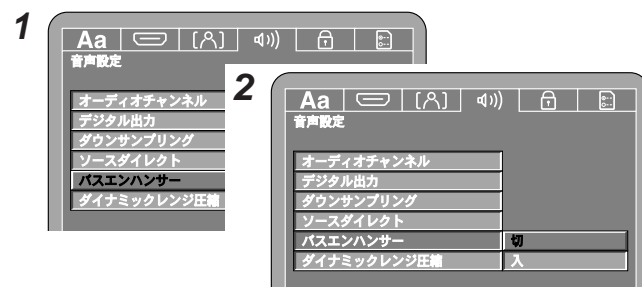 1
Aa
音声設定
オーディオチャンネル
デジタル出力
ダウンサンプリング
ソースダイレクト
バスエンハンサー
ダイナミックレンジ圧縮
2
Aa
音声設定
オーディオチャンネル
デジタル出力
ダウンサンプリング
ソースダイレクト
バスエンハンサー 切
ダイナミックレンジ圧縮 入